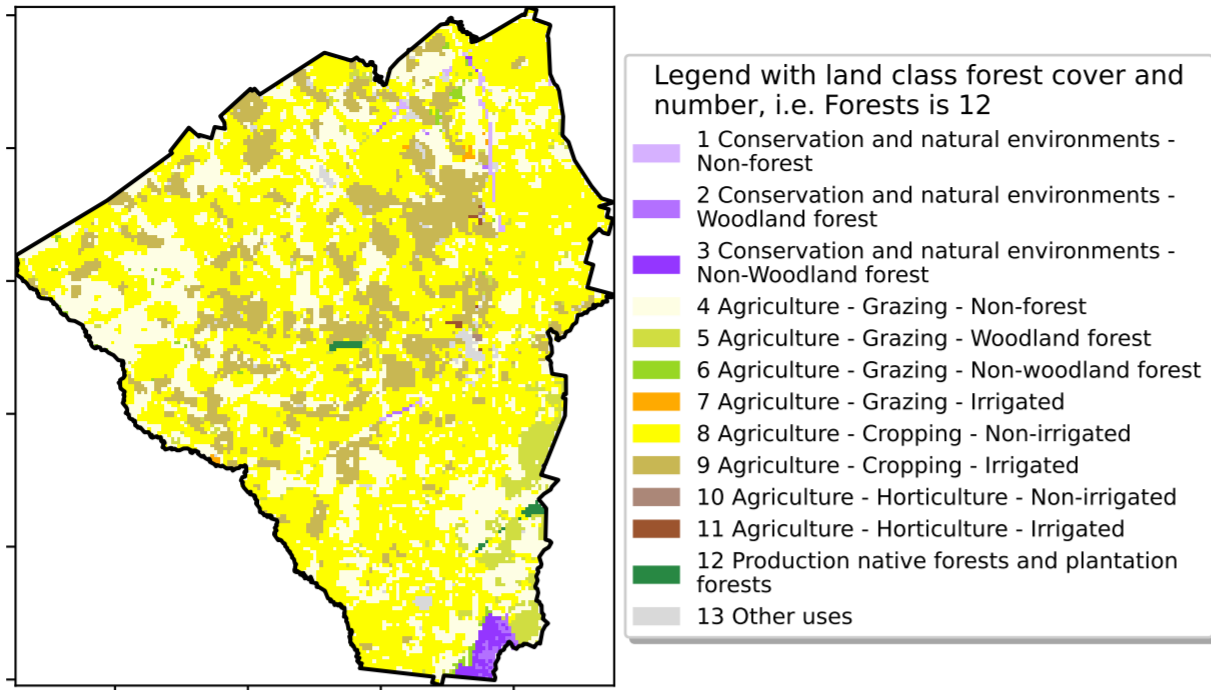 Legend with land class forest cover and
number, i.e. Forests is 12
1 Conservation and natural environments -
Non-forest
2 Conservation and natural environments -
Woodland forest
3 Conservation and natural environments -
Non-Woodland forest
4 Agriculture - Grazing - Non-forest
5 Agriculture - Grazing - Woodland forest
6 Agriculture - Grazing - Non-woodland forest
7 Agriculture - Grazing - Irrigated
8 Agriculture - Cropping - Non-irrigated
9 Agriculture - Cropping - Irrigated
10 Agriculture - Horticulture - Non-irrigated
11 Agriculture - Horticulture - Irrigated
12 Production native forests and plantation
forests
13 Other uses